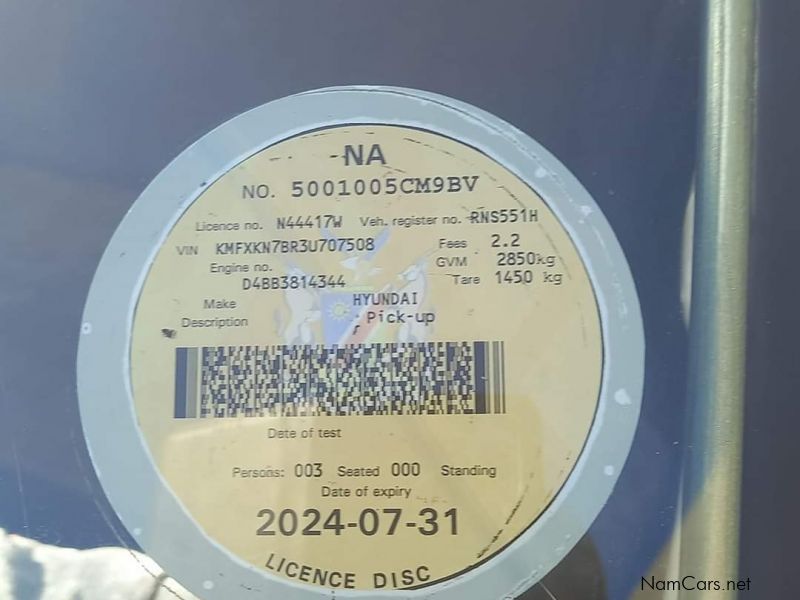 NA
NO. 5001005CM9BV
Licence no. N44417W Veh. register no. RNS551H
VIN KMFXKN7BR3U707508 Fees 2.2
Engine no. GVM 2850kg
D4BB3814344 Tare 1450 kg
Make HYUNDAI
Description Pick-up
Date of test
Persons: 003 Seated 000 Standing
Date of expiry
2024-07-31
LICENCE DISC
NamCars.net